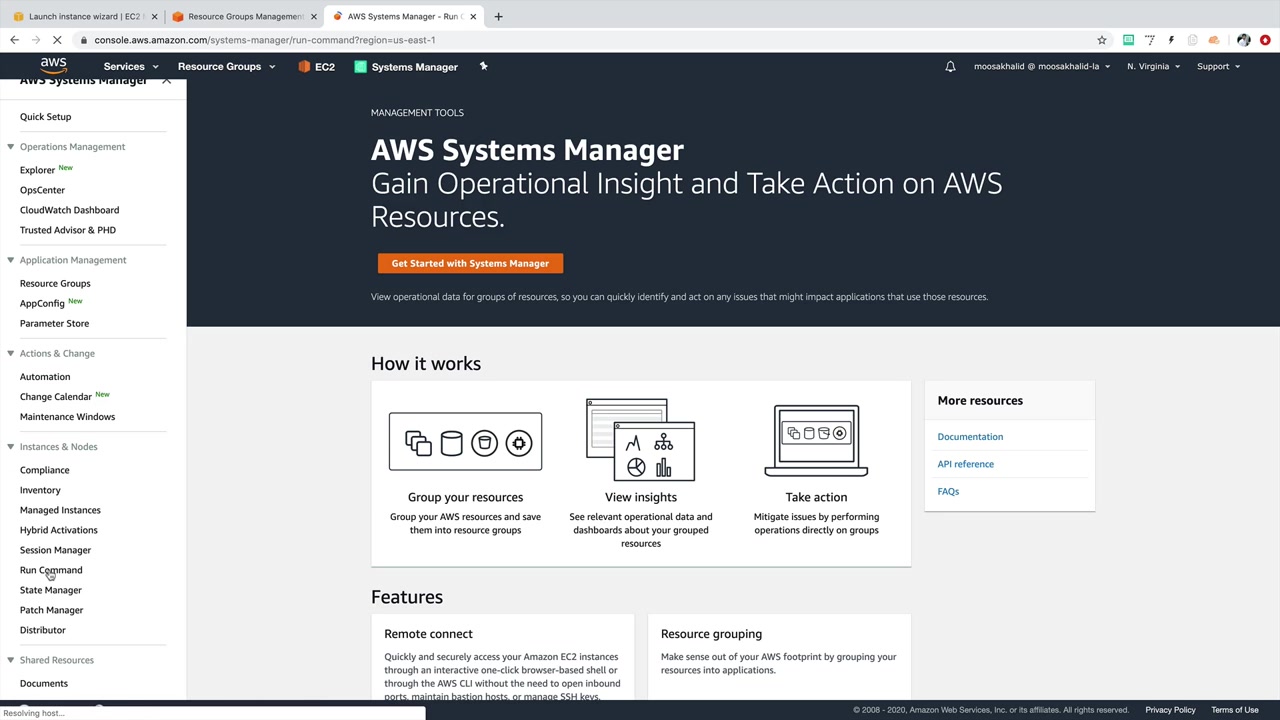 Launch instance wizard | EC2
Resource Groups Management
AWS Systems Manager - Run C
console.aws.amazon.com/systems-manager/run-command?region=us-east-1
aws
Services
Resource Groups
EC2
Systems Manager
moosakhalid @ moosakhalid-la
N. Virginia
Support
AWS Systems Manager
Quick Setup
Operations Management
Explorer New
OpsCenter
CloudWatch Dashboard
Trusted Advisor & PHD
Application Management
Resource Groups
AppConfig New
Parameter Store
Actions & Change
Automation
Change Calendar New
Maintenance Windows
Instances & Nodes
Compliance
Inventory
Managed Instances
Hybrid Activations
Session Manager
Run Command
State Manager
Patch Manager
Distributor
Shared Resources
Documents
MANAGEMENT TOOLS
AWS Systems Manager
Gain Operational Insight and Take Action on AWS
Resources.
Get Started with Systems Manager
View operational data for groups of resources, so you can quickly identify and act on any issues that might impact applications that use those resources.
How it works
Group your resources
Group your AWS resources and save
them into resource groups
View insights
See relevant operational data and
dashboards about your grouped
resources
Take action
Mitigate issues by performing
operations directly on groups
More resources
Documentation
API reference
FAQs
Features
Remote connect
Quickly and securely access your Amazon EC2 instances
through an interactive one-click browser-based shell or
through the AWS CLI without the need to open inbound
ports, maintain bastion hosts, or manage SSH keys.
Resource grouping
Make sense out of your AWS footprint by grouping your
resources into applications.
Resolving host...
© 2008 - 2020, Amazon Web Services, Inc. or its affiliates. All rights reserved.
Privacy Policy
Terms of Use